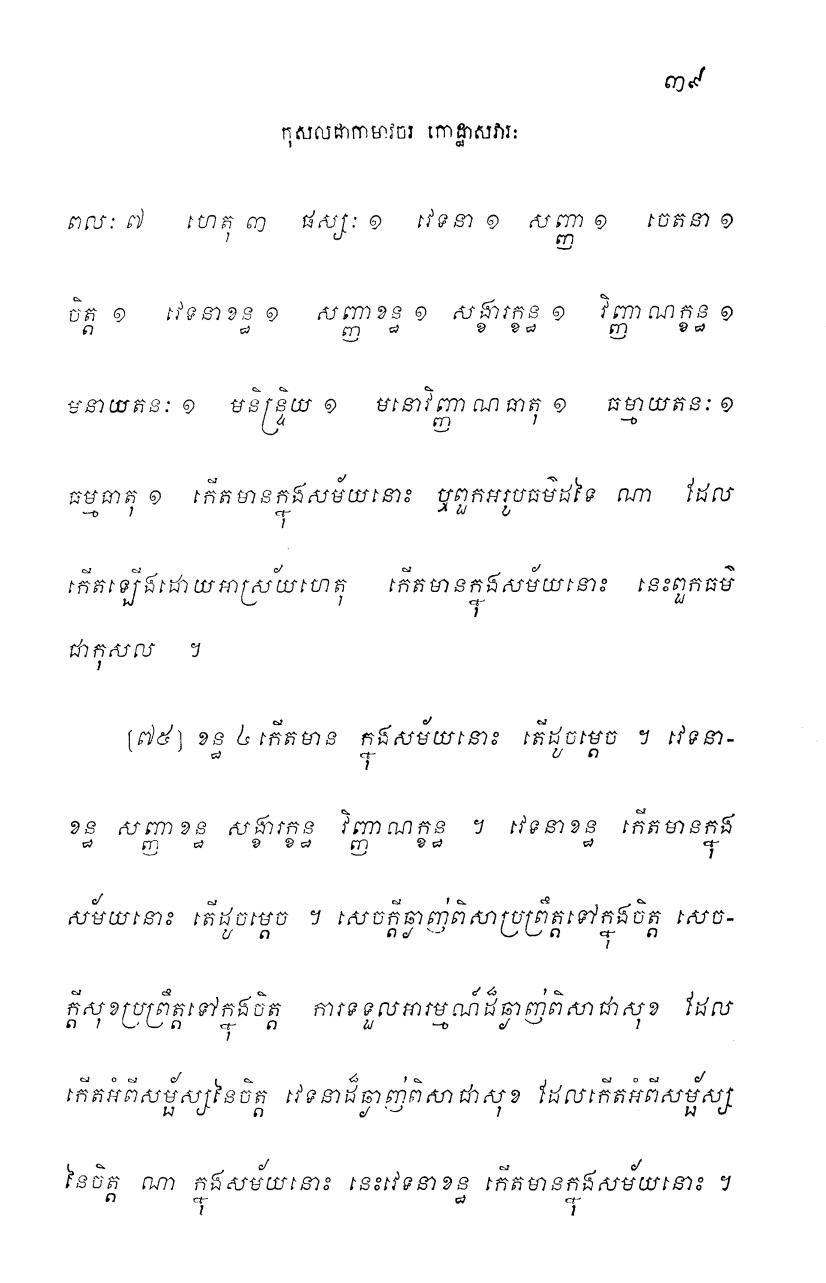 ៣៩
កុសលជាកាមាវចរ កោដ្ឋាសវារៈ
ពលៈ ៧ ហេតុ ៣ ផស្សៈ ១ វេទនា ១ សញ្ញា ១ ចេតនា ១
ចិត្ត ១ វេទនាខន្ធ ១ សញ្ញាខន្ធ ១ សង្ខារក្ខន្ធ ១ វិញ្ញាណក្ខន្ធ ១
មនាយតនៈ ១ មនិន្ទ្រិយ ១ មនោវិញ្ញាណធាតុ ១ ធម្មាយតនៈ ១
ធម្មធាតុ ១ កើតមានក្នុងសម័យនោះ ឬពួកអរូបធម៌ដទៃ ណា ដែល
កើតឡើងដោយអាស្រ័យហេតុ កើតមានក្នុងសម័យនោះ នេះពួកធម៌
ជាកុសល ។
[៧៥] ខន្ធ ៤ កើតមាន ក្នុងសម័យនោះ តើដូចម្តេច ។ វេទនា-
ខន្ធ សញ្ញាខន្ធ សង្ខារក្ខន្ធ វិញ្ញាណក្ខន្ធ ។ វេទនាខន្ធ កើតមានក្នុង
សម័យនោះ តើដូចម្តេច ។ សេចក្តីឆ្ងាញ់ពិសាប្រព្រឹត្តទៅក្នុងចិត្ត សេច-
ក្តីសុខប្រព្រឹត្តទៅក្នុងចិត្ត ការទទួលអារម្មណ៍ដ៏ឆ្ងាញ់ពិសាជាសុខ ដែល
កើតអំពីសម្ផ័ស្សនៃចិត្ត វេទនាដ៏ឆ្ងាញ់ពិសាជាសុខ ដែលកើតអំពីសម្ផ័ស្ស
នៃចិត្ត ណា ក្នុងសម័យនោះ នេះវេទនាខន្ធ កើតមានក្នុងសម័យនោះ ។